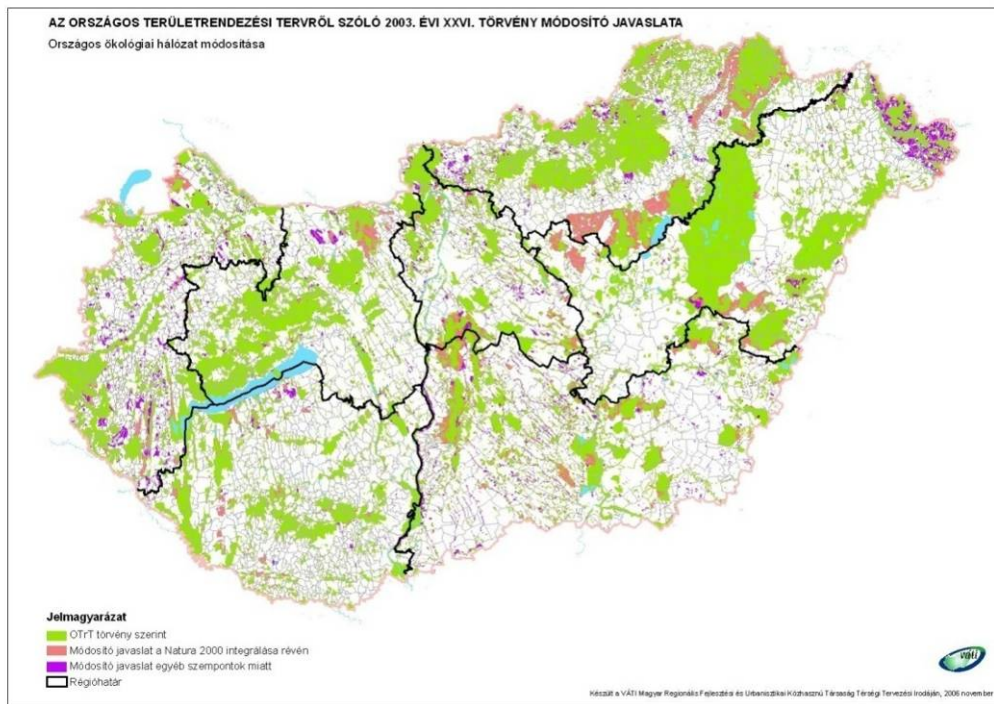 AZ ORSZÁGOS TERÜLETRENDEZÉSI TERVRŐL SZÓLÓ 2003. ÉVI XXVI. TÖRVÉNY MÓDOSÍTÓ JAVASLATA
Országos ökológiai hálózat módosítása
Jelmagyarázat
OTrT törvény szerint
Módosító javaslat a Natura 2000 integrálása révén
Módosító javaslat egyéb szempontok miatt
Régióhatár
VÁTI
Készült a VÁTI Magyar Regionális Fejlesztési és Urbanisztikai Közhasznú Társaság Térségi Tervezési Irodáján, 2006 november